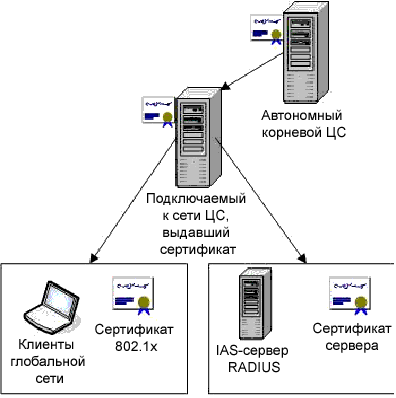 Автономный
корневой ЦС
Подключаемый
к сети ЦС,
выдавший
сертификат
Клиенты
глобальной
сети
Сертификат
802.1x
IAS-сервер
RADIUS
Сертификат
сервера